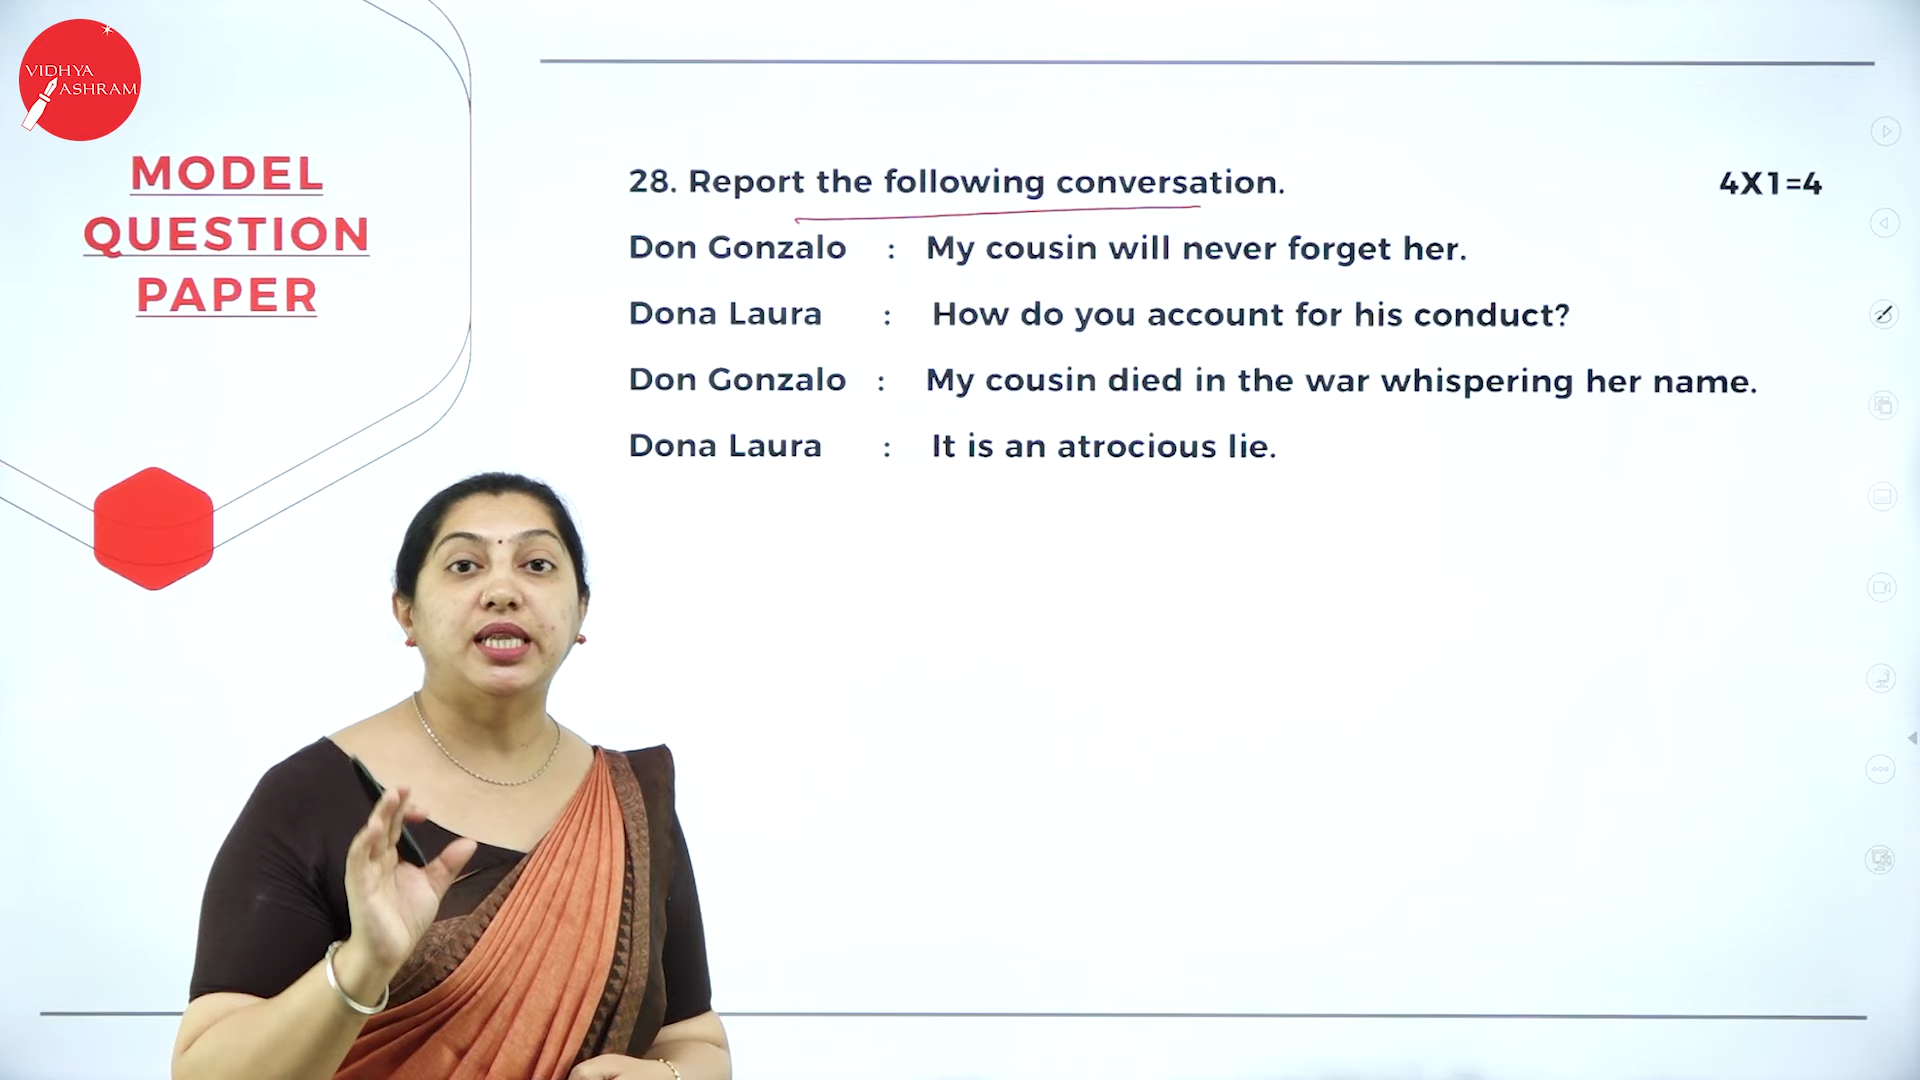 VIDHYA
ASHRAM
MODEL
QUESTION
PAPER
28. Report the following conversation. 4X1=4
Don Gonzalo : My cousin will never forget her.
Dona Laura : How do you account for his conduct?
Don Gonzalo : My cousin died in the war whispering her name.
Dona Laura : It is an atrocious lie.